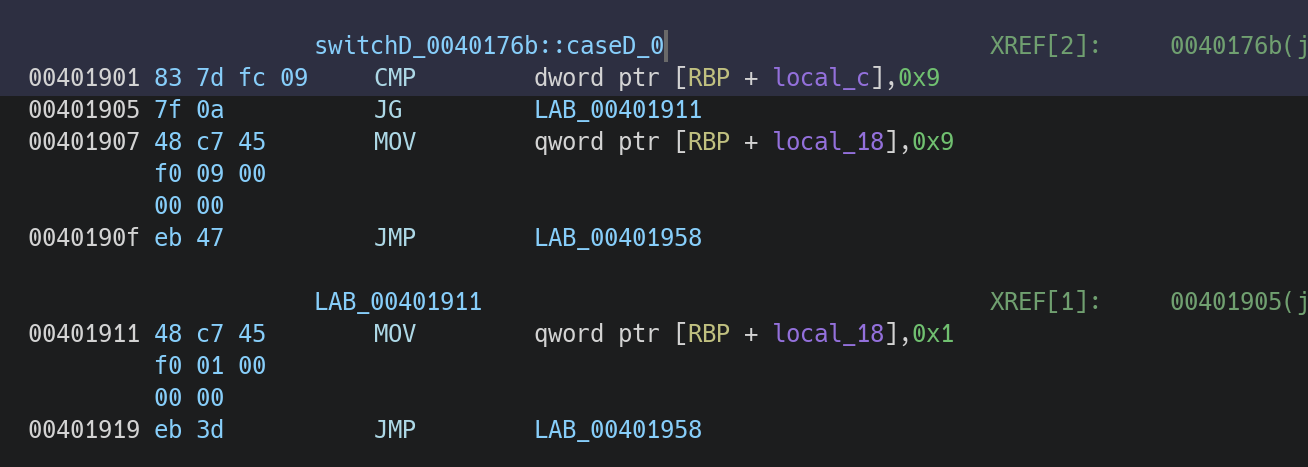 switchD_0040176b::caseD_0 XREF[2]: 0040176b(j
00401901 83 7d fc 09 CMP dword ptr [RBP + local_c],0x9
00401905 7f 0a JG LAB_00401911
00401907 48 c7 45 MOV qword ptr [RBP + local_18],0x9
f0 09 00
00 00
0040190f eb 47 JMP LAB_00401958
LAB_00401911 XREF[1]: 00401905(j
00401911 48 c7 45 MOV qword ptr [RBP + local_18],0x1
f0 01 00
00 00
00401919 eb 3d JMP LAB_00401958